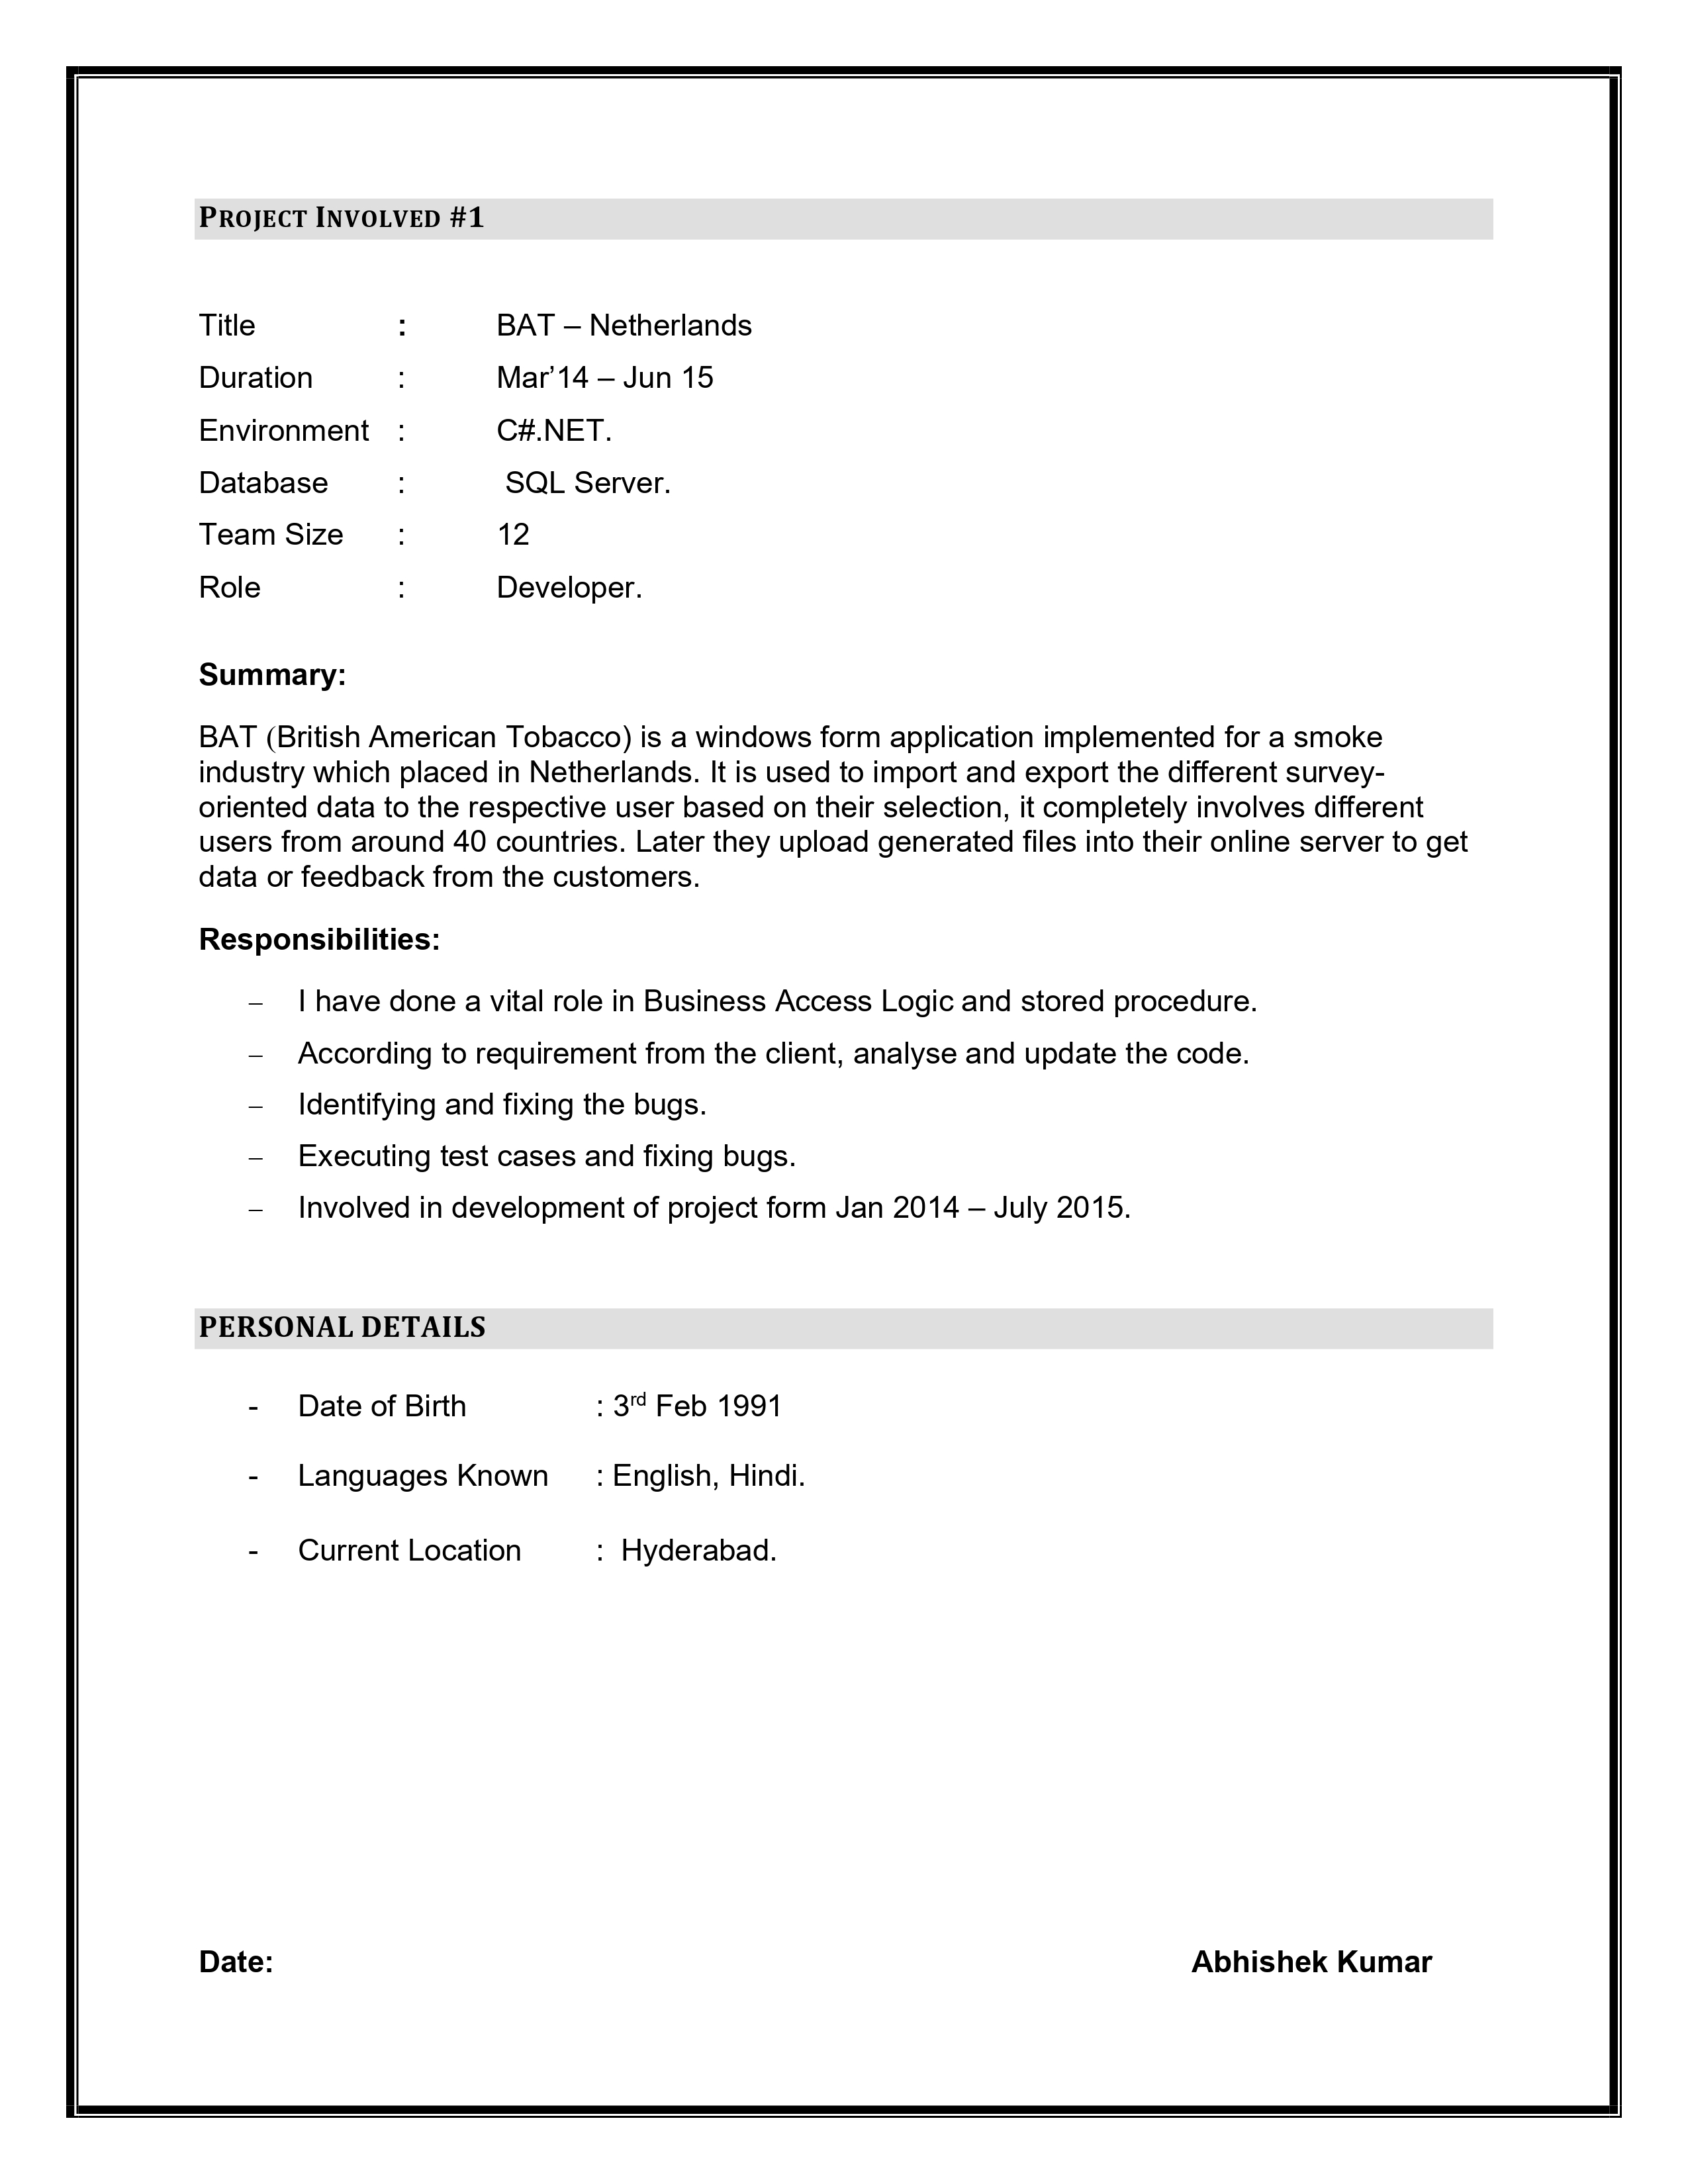 PROJECT INVOLVED #1
Title : BAT – Netherlands
Duration : Mar’14 – Jun 15
Environment : C#.NET.
Database : SQL Server.
Team Size : 12
Role : Developer.
Summary:
BAT (British American Tobacco) is a windows form application implemented for a smoke
industry which placed in Netherlands. It is used to import and export the different survey-
oriented data to the respective user based on their selection, it completely involves different
users from around 40 countries. Later they upload generated files into their online server to get
data or feedback from the customers.
Responsibilities:
– I have done a vital role in Business Access Logic and stored procedure.
– According to requirement from the client, analyse and update the code.
– Identifying and fixing the bugs.
– Executing test cases and fixing bugs.
– Involved in development of project form Jan 2014 – July 2015.
PERSONAL DETAILS
- Date of Birth : 3rd Feb 1991
- Languages Known : English, Hindi.
- Current Location : Hyderabad.
Date: Abhishek Kumar